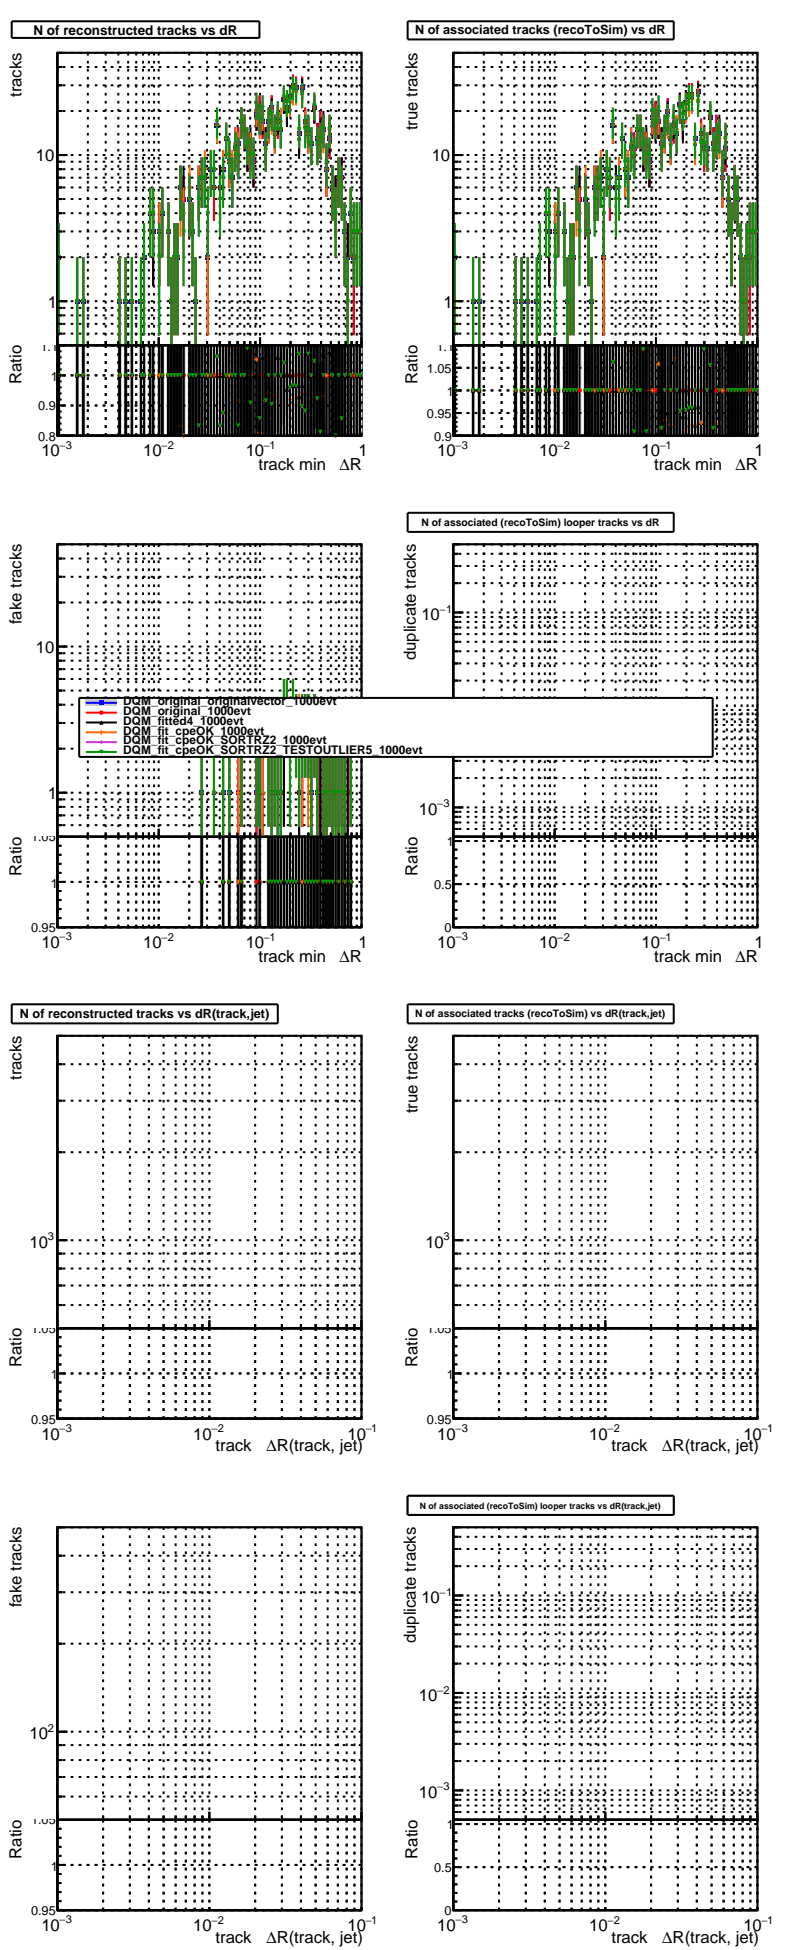 N of reconstructed tracks vs dR
tracks
10
1
Ratio
1.1
1
0.9
0.8
10−3 10−2 10−1 1
track min ΔR
N of associated tracks (recoToSim) vs dR
true tracks
10
1
Ratio
1.05
1
0.95
0.9
10−3 10−2 10−1 1
track min ΔR
fake tracks
10
1
Ratio
1.05
1
0.95
10−3 10−2 10−1 1
track min ΔR
N of associated (recoToSim) looper tracks vs dR
duplicate tracks
10−1
10−3
Ratio
1
0.5
0
10−3 10−2 10−1 1
track min ΔR
DQM_original_originalvector_1000evt
DQM_original_1000evt
DQM_fitted4_1000evt
DQM_fit_cpeOK_1000evt
DQM_fit_cpeOK_SORTRZ2_1000evt
DQM_fit_cpeOK_SORTRZ2_TESTOUTLIER5_1000evt
N of reconstructed tracks vs dR(track,jet)
tracks
103
Ratio
1.05
1
0.95
10−3 10−2 10−1
track ΔR(track, jet)
N of associated tracks (recoToSim) vs dR(track,jet)
true tracks
103
Ratio
1.05
1
0.95
10−3 10−2 10−1
track ΔR(track, jet)
fake tracks
102
Ratio
1.05
1
0.95
10−3 10−2 10−1
track ΔR(track, jet)
N of associated (recoToSim) looper tracks vs dR(track,jet)
duplicate tracks
10−1
10−2
10−3
Ratio
1
0.5
0
10−3 10−2 10−1
track ΔR(track, jet)